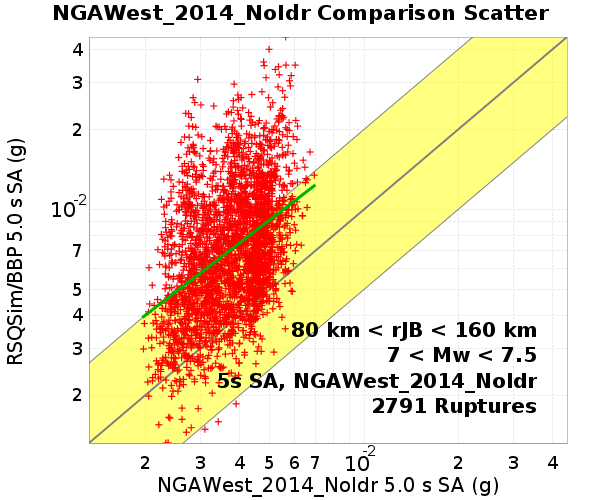 NGAWest_2014_NoIdr Comparison Scatter
4
3
2
10-2
7
5
4
3
2
RSQSim/BBP 5.0 s SA (g)
80 km < rJB < 160 km
7 < Mw < 7.5
5s SA, NGAWest_2014_NoIdr
2791 Ruptures
2 3 4 5 6 7 10-2 2 3 4
NGAWest_2014_NoIdr 5.0 s SA (g)